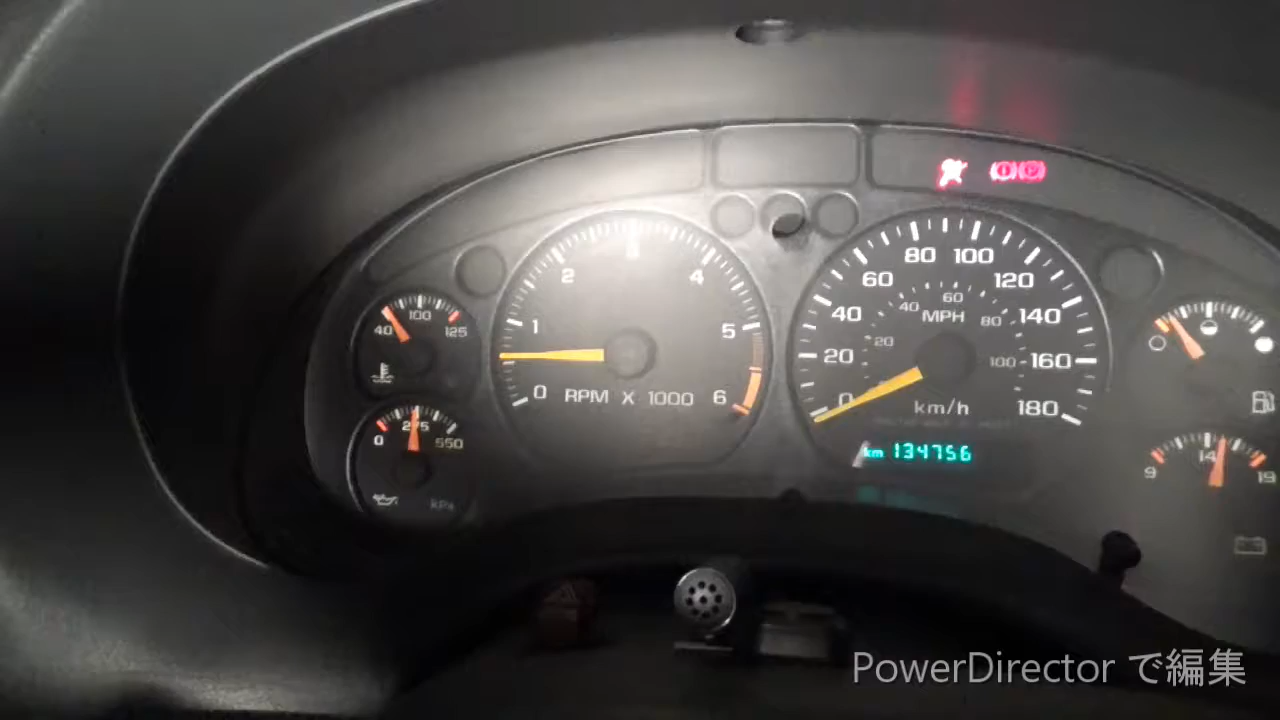 80 100
60 120
40 140
20 160
0 180
40 60 80
20 100
MPH
km/h
km 134756
1 2 3 4 5
0 RPM X 1000 6
40 100 125
0 275 550
kPa
9 14 19
PowerDirector で編集